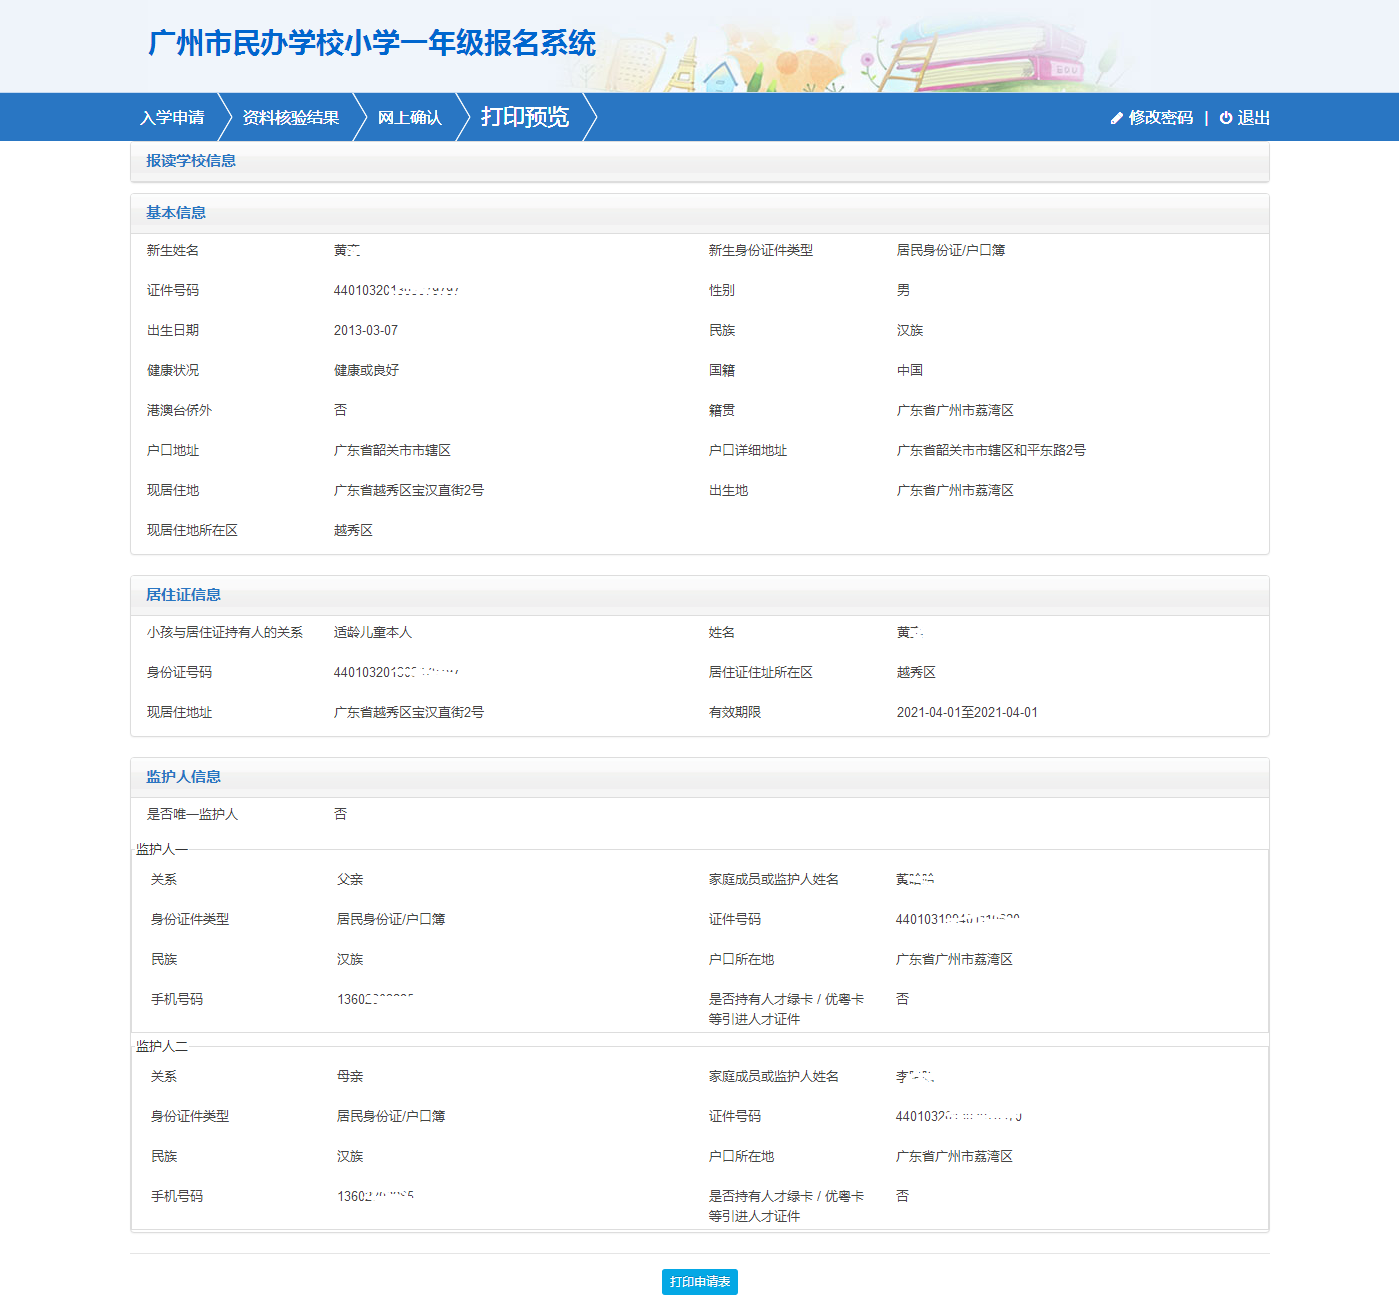 广州市民办学校小学一年级报名系统
EDU
入学申请 资料核验结果 网上确认 打印预览 修改密码 | 退出
报读学校信息
基本信息
新生姓名 黄 新生身份证件类型 居民身份证/户口簿
证件号码 性别 男
出生日期 2013-03-07 民族 汉族
健康状况 健康或良好 国籍 中国
港澳台侨外 否 籍贯 广东省广州市荔湾区
户口地址 广东省韶关市市辖区 户口详细地址 广东省韶关市市辖区和平东路2号
现居住地 广东省越秀区宝汉直街2号 出生地 广东省广州市荔湾区
现居住地所在区 越秀区
居住证信息
小孩与居住证持有人的关系 适龄儿童本人 姓名 黄
身份证号码 居住证住址所在区 越秀区
现居住地址 广东省越秀区宝汉直街2号 有效期限 2021-04-01至2021-04-01
监护人信息
是否唯一监护人 否
监护人一
关系 父亲 家庭成员或监护人姓名 黄
身份证件类型 居民身份证/户口簿 证件号码
民族 汉族 户口所在地 广东省广州市荔湾区
手机号码 是否持有人才绿卡 / 优粤卡 否
等引进人才证件
监护人二
关系 母亲 家庭成员或监护人姓名 李
身份证件类型 居民身份证/户口簿 证件号码
民族 汉族 户口所在地 广东省广州市荔湾区
手机号码 是否持有人才绿卡 / 优粤卡 否
等引进人才证件
打印申请表